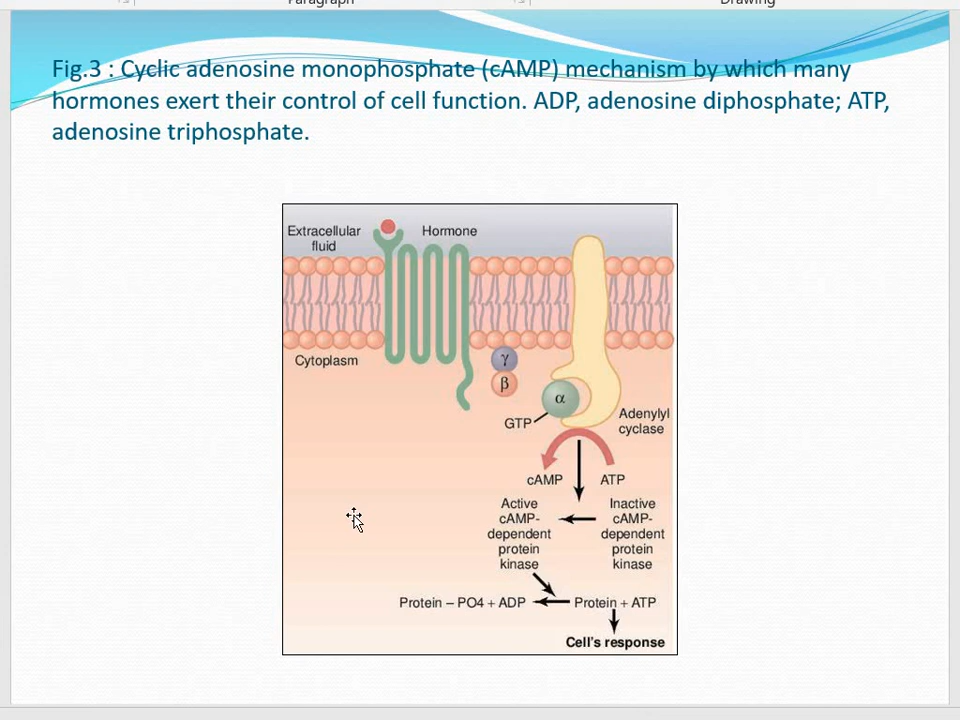 Paragraph
Drawing
Fig.3 : Cyclic adenosine monophosphate (cAMP) mechanism by which many
hormones exert their control of cell function. ADP, adenosine diphosphate; ATP,
adenosine triphosphate.
Extracellular
fluid
Hormone
Cytoplasm
γ
β
α
GTP
Adenylyl
cyclase
cAMP
ATP
Active
cAMP-
dependent
protein
kinase
Inactive
cAMP-
dependent
protein
kinase
Protein – PO4 + ADP
Protein + ATP
Cell's response